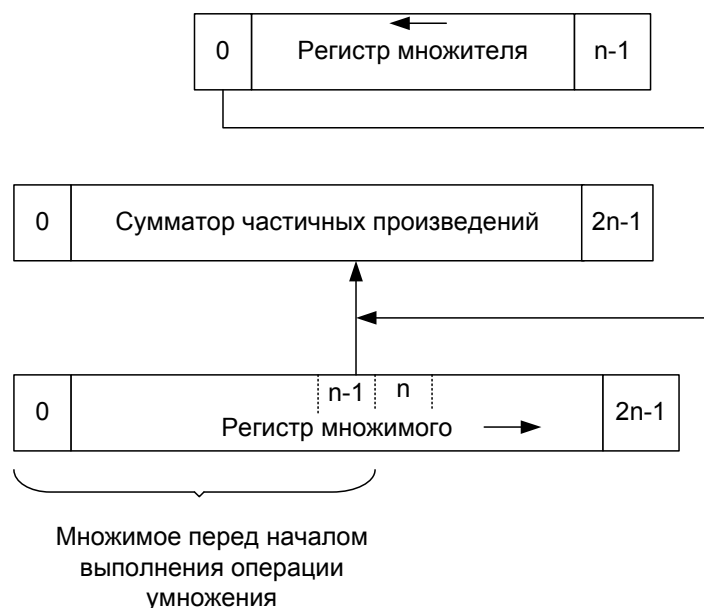 0 Регистр множителя n-1
0 Сумматор частичных произведений 2n-1
n-1 n
0 Регистр множимого 2n-1
Множимое перед началом
выполнения операции
умножения